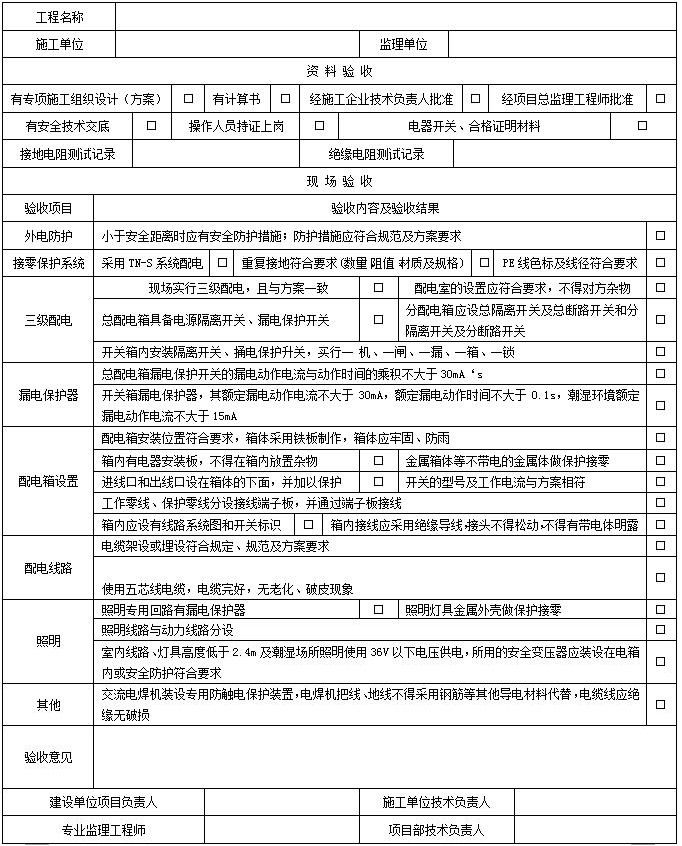 工程名称
施工单位 监理单位
资 料 验 收
有专项施工组织设计（方案） □ 有计算书 □ 经施工企业技术负责人批准 □ 经项目总监理工程师批准 □
有安全技术交底 □ 操作人员持证上岗 □ 电器开关、合格证明材料 □
接地电阻测试记录 绝缘电阻测试记录
现 场 验 收
验收项目 验收内容及验收结果
外电防护 小于安全距离时应有安全防护措施；防护措施应符合规范及方案要求 □
接零保护系统 采用TN-S系统配电 □ 重复接地符合要求(数量 阻值 材质及规格） □ PE线色标及线径符合要求 □
三级配电 现场实行三级配电，且与方案一致 □ 配电室的设置应符合要求，不得对方杂物 □
总配电箱具备电源隔离开关、漏电保护开关 □ 分配电箱应设总隔离开关及总断路开关和分
隔离开关及分断路开关 □
开关箱内安装隔离开关、捅电保护升关，买行一 机、一闸、一漏、一箱、一锁 □
漏电保护器 总配电箱漏电保护开关的漏电动作电流与动作时间的乘积不大于30mA‘s □
开关箱漏电保护器，其额定漏电动作电流不大于30mA，额定漏电动作时间不大于 0.1s，潮湿环境额定
漏电动作电流不大于15mA □
配电箱设置 配电箱安装位置符合要求，箱体采用铁板制作，箱体应牢固、防雨 □
箱内有电器安装板，不得在箱内放置杂物 □ 金属箱体等不带电的金属体做保护接零 □
进线口和出线口设在箱体的下面，并加以保护 □ 开关的型号及工作电流与方案相符 □
工作零线、保护零线分设接线端子板，并通过端子板接线 □
箱内应设有线路系统图和开关标识 □ 箱内接线应采用绝缘导线，接头不得松动，不得有带电体明露 □
配电线路 电缆架设或埋设符合规定、规范及方案要求 □
使用五芯线电缆，电缆完好，无老化、破皮现象 □
照明 照明专用回路有漏电保护器 □ 照明灯具金属外壳做保护接零 □
照明线路与动力线路分设 □
室内线路、灯具高度低于2.4m及潮湿场所照明使用36V以下电压供电，所用的安全变压器应装设在电箱
内或安全防护符合要求 □
其他 交流电焊机装设专用防触电保护装置，电焊机把线、地线不得采用钢筋等其他导电材料代替，电缆线应绝
缘无破损 □
验收意见
建设单位项目负责人 施工单位技术负责人
专业监理工程师 项目部技术负责人